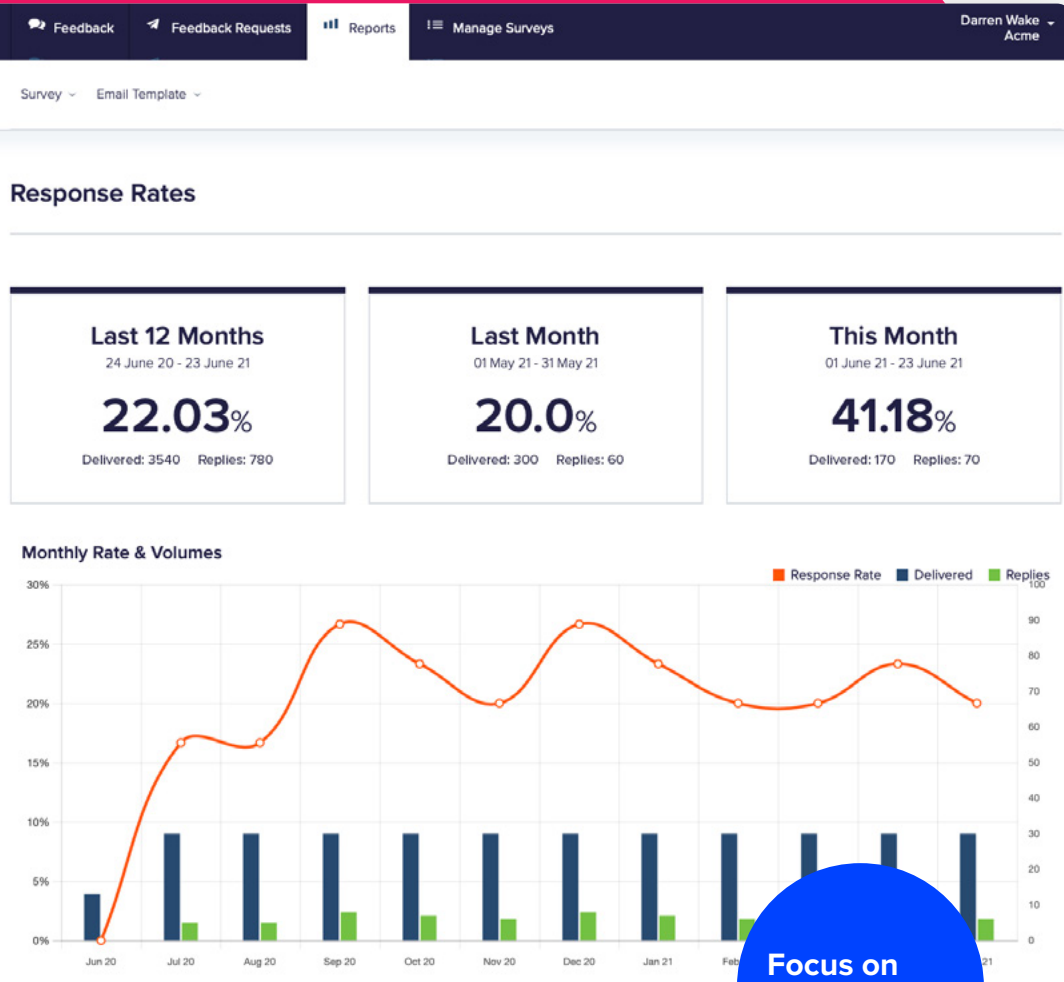 Feedback
Feedback Requests
Reports
Manage Surveys
Darren Wake
Acme
Survey
Email Template
Response Rates
Last 12 Months
24 June 20 - 23 June 21
22.03%
Delivered: 3540 Replies: 780
Last Month
01 May 21 - 31 May 21
20.0%
Delivered: 300 Replies: 60
This Month
01 June 21 - 23 June 21
41.18%
Delivered: 170 Replies: 70
Monthly Rate & Volumes
Response Rate Delivered Replies
30%
25%
20%
15%
10%
5%
0%
100
90
80
70
60
50
40
30
20
10
0
Jun 20 Jul 20 Aug 20 Sep 20 Oct 20 Nov 20 Dec 20 Jan 21 Feb 21
Focus on